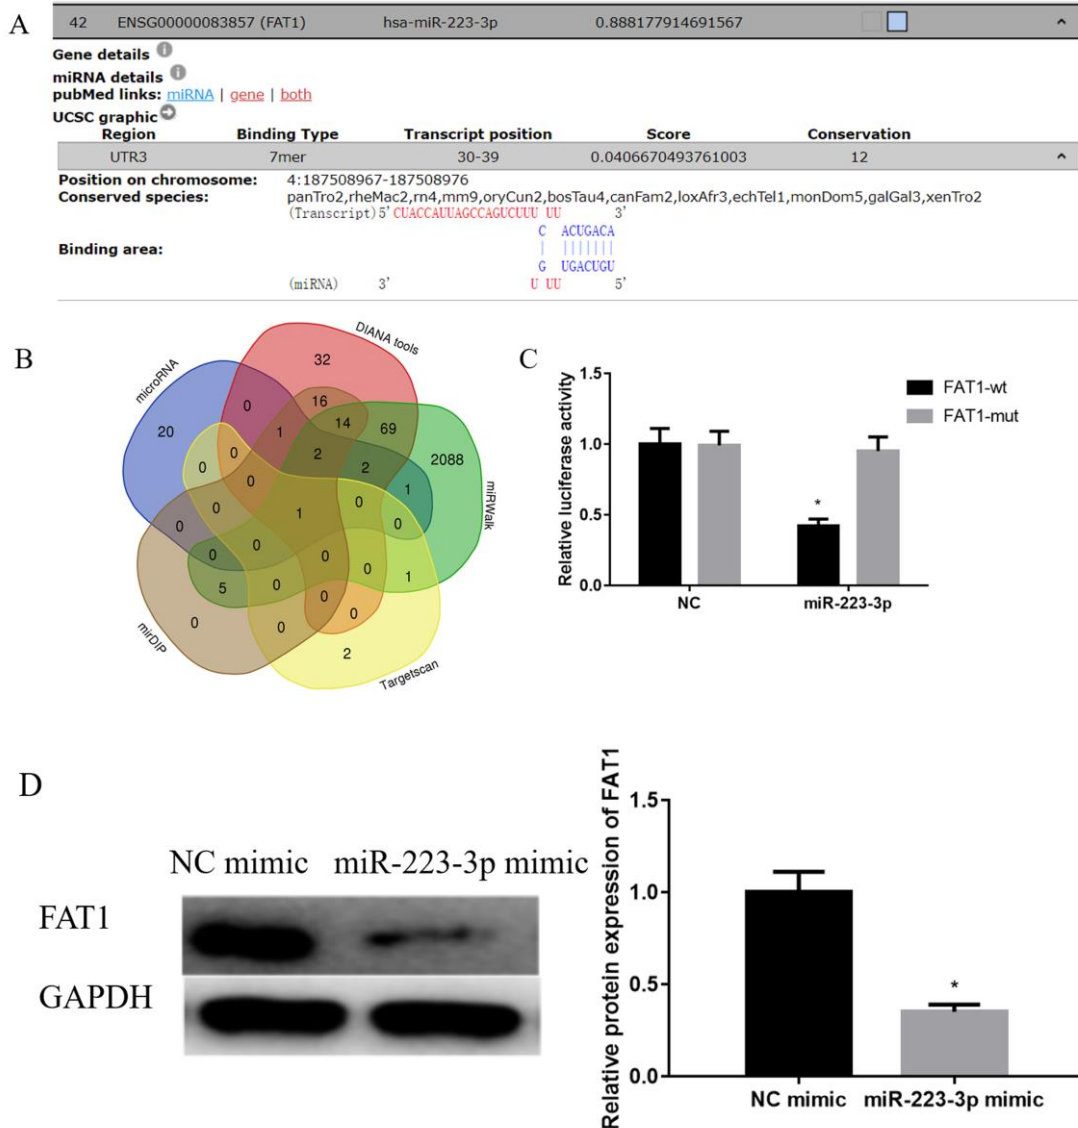 A
42 ENSG00000083857 (FAT1) hsa-miR-223-3p 0.888177914691567
Gene details i
miRNA details i
pubMed links: miRNA | gene | both
UCSC graphic
Region Binding Type Transcript position Score Conservation
UTR3 7mer 30-39 0.0406670493761003 12
Position on chromosome: 4:187508967-187508976
Conserved species: panTro2,rheMac2,rn4,mm9,oryCun2,bosTau4,canFam2,loxAfr3,echTel1,monDom5,galGal3,xenTro2
(Transcript) 5' CUACCAUUAGCCAGUCUUU UU 3'
C ACUGACA
Binding area: | |||||||
G UGACUGU
(miRNA) 3' U UU 5'
B
microRNA
DIANA tools
miRWalk
Targetscan
mirDIP
32
20
0
16
1
14
69
2088
0
0
2
2
1
0
0
0
1
0
0
0
0
0
0
0
1
5
0
0
0
0
0
2
C
Relative luciferase activity
1.5
1.0
0.5
0.0
FAT1-wt
FAT1-mut
*
NC miR-223-3p
D
NC mimic miR-223-3p mimic
FAT1
GAPDH
Relative protein expression of FAT1
1.5
1.0
0.5
0.0
*
NC mimic miR-223-3p mimic